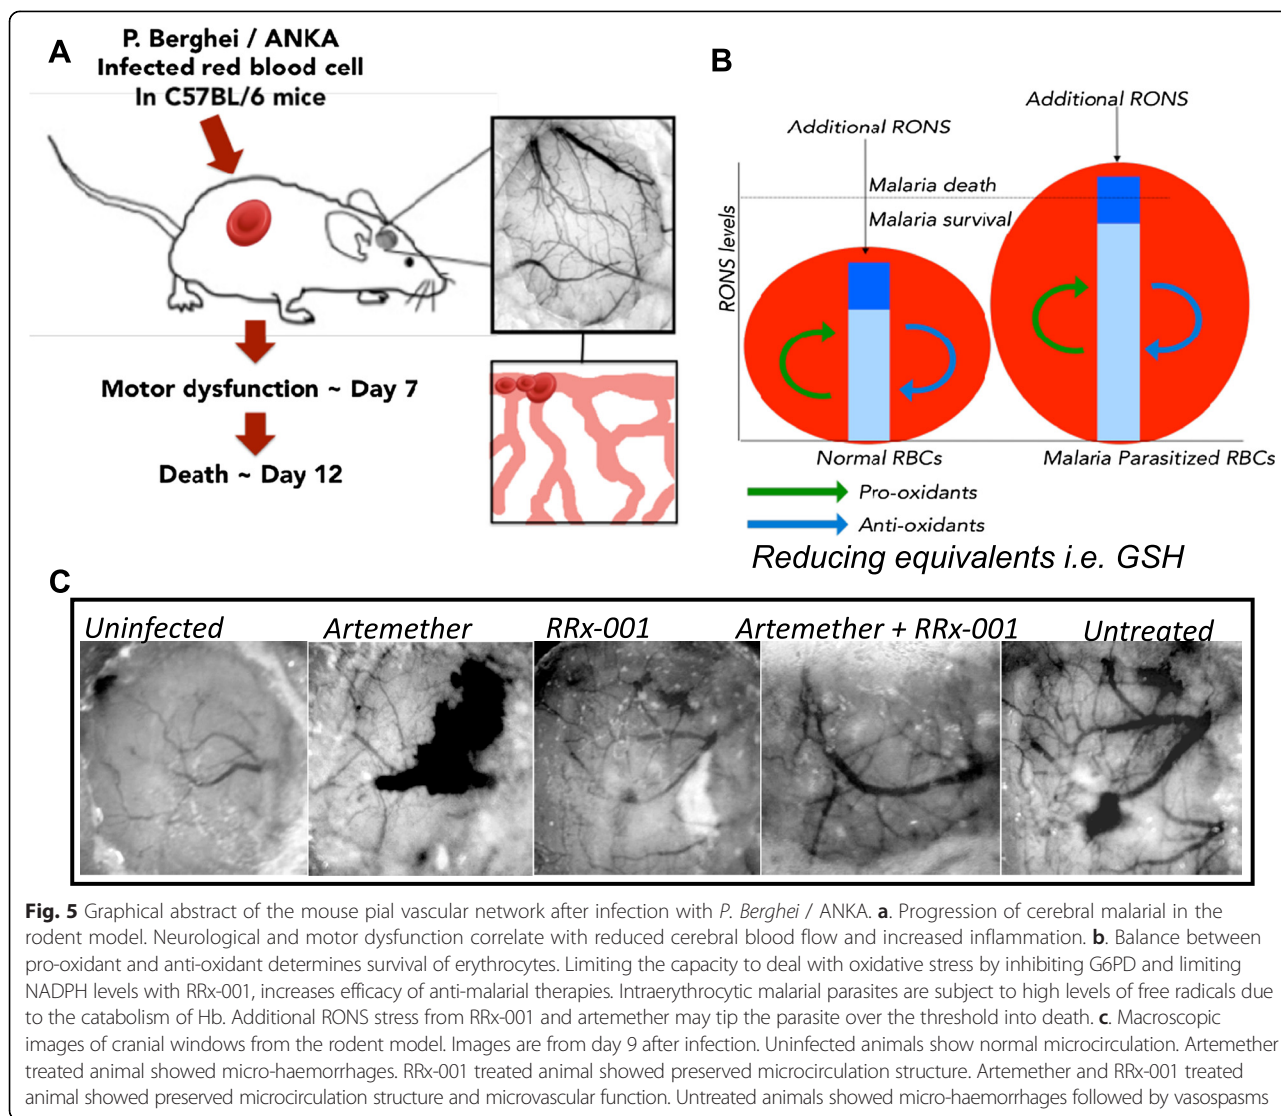 A
P. Berghei / ANKA
Infected red blood cell
In C57BL/6 mice
Motor dysfunction ~ Day 7
Death ~ Day 12
B
Additional RONS
Additional RONS
Malaria death
Malaria survival
RONS levels
Normal RBCs
Malaria Parasitized RBCs
Pro-oxidants
Anti-oxidants
Reducing equivalents i.e. GSH
C
Uninfected
Artemether
RRx-001
Artemether + RRx-001
Untreated
Fig. 5 Graphical abstract of the mouse pial vascular network after infection with P. Berghei / ANKA. a. Progression of cerebral malarial in the
rodent model. Neurological and motor dysfunction correlate with reduced cerebral blood flow and increased inflammation. b. Balance between
pro-oxidant and anti-oxidant determines survival of erythrocytes. Limiting the capacity to deal with oxidative stress by inhibiting G6PD and limiting
NADPH levels with RRx-001, increases efficacy of anti-malarial therapies. Intraerythrocytic malarial parasites are subject to high levels of free radicals due
to the catabolism of Hb. Additional RONS stress from RRx-001 and artemether may tip the parasite over the threshold into death. c. Macroscopic
images of cranial windows from the rodent model. Images are from day 9 after infection. Uninfected animals show normal microcirculation. Artemether
treated animal showed micro-haemorrhages. RRx-001 treated animal showed preserved microcirculation structure. Artemether and RRx-001 treated
animal showed preserved microcirculation structure and microvascular function. Untreated animals showed micro-haemorrhages followed by vasospasms